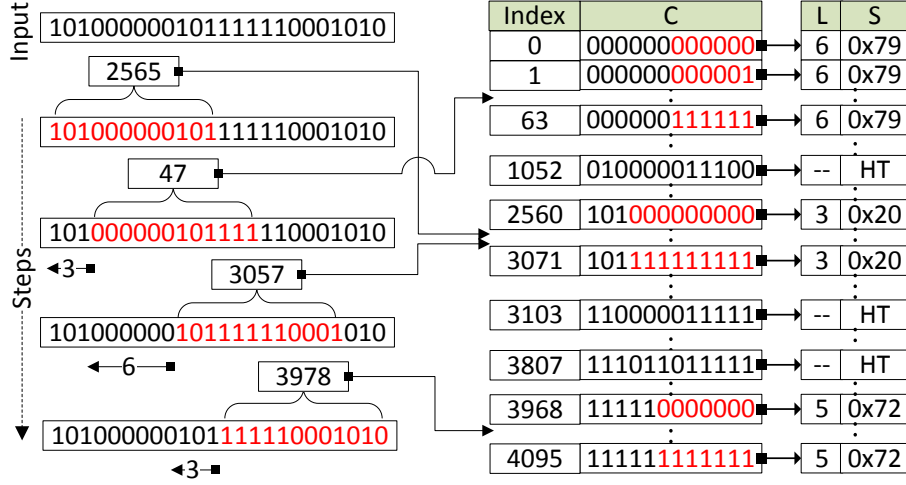 Input
101000000101111110001010
2565
101000000101111110001010
47
101000000101111110001010
3
3057
101000000101111110001010
6
3978
101000000101111110001010
3
Steps
Index C L S
0 000000000000 6 0x79
1 000000000001 6 0x79
63 000000111111 6 0x79
1052 010000011100 -- HT
2560 101000000000 3 0x20
3071 101111111111 3 0x20
3103 110000011111 -- HT
3807 111011011111 -- HT
3968 111110000000 5 0x72
4095 111111111111 5 0x72